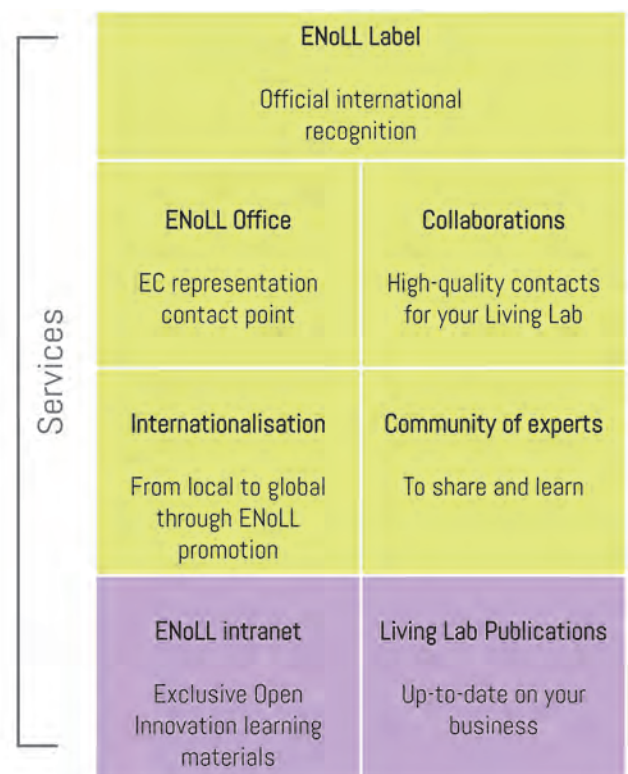 Services
ENoLL Label
Official international
recognition
ENoLL Office
EC representation
contact point
Collaborations
High-quality contacts
for your Living Lab
Internationalisation
From local to global
through ENoLL
promotion
Community of experts
To share and learn
ENoLL intranet
Exclusive Open
Innovation learning
materials
Living Lab Publications
Up-to-date on your
business